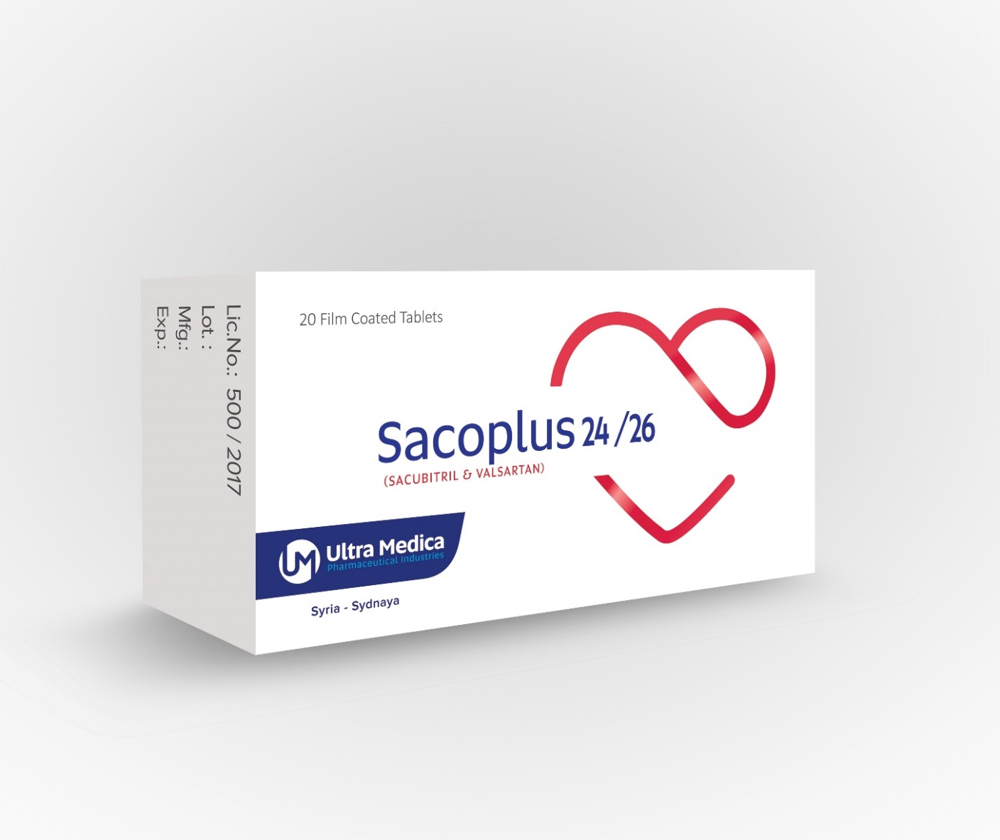 20 Film Coated Tablets
Sacoplus 24 /26
(SACUBITRIL & VALSARTAN)
UM Ultra Medica
Pharmaceutical Industries
Syria - Sydnaya
Lic.No.: 500 / 2017
Lot. :
Mfg.:
Exp.: